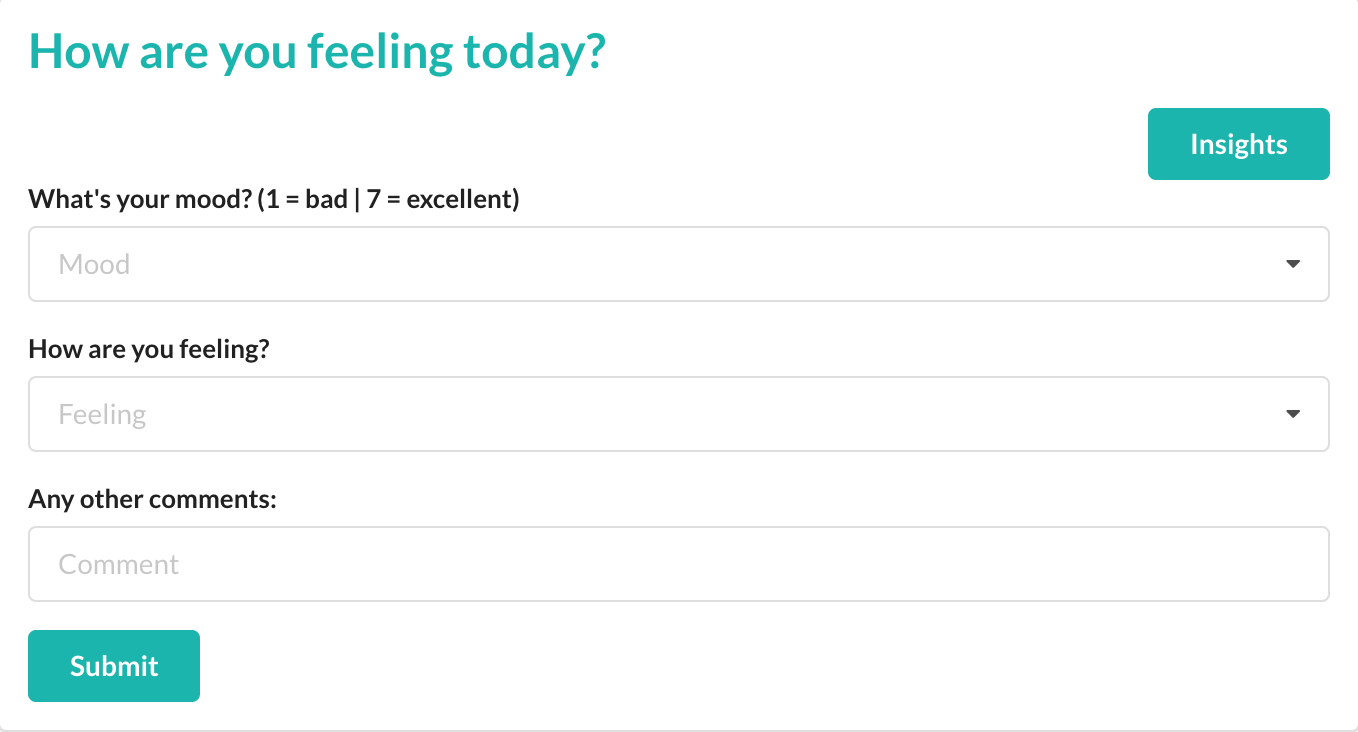 How are you feeling today?
Insights
What's your mood? (1 = bad | 7 = excellent)
Mood
How are you feeling?
Feeling
Any other comments:
Comment
Submit